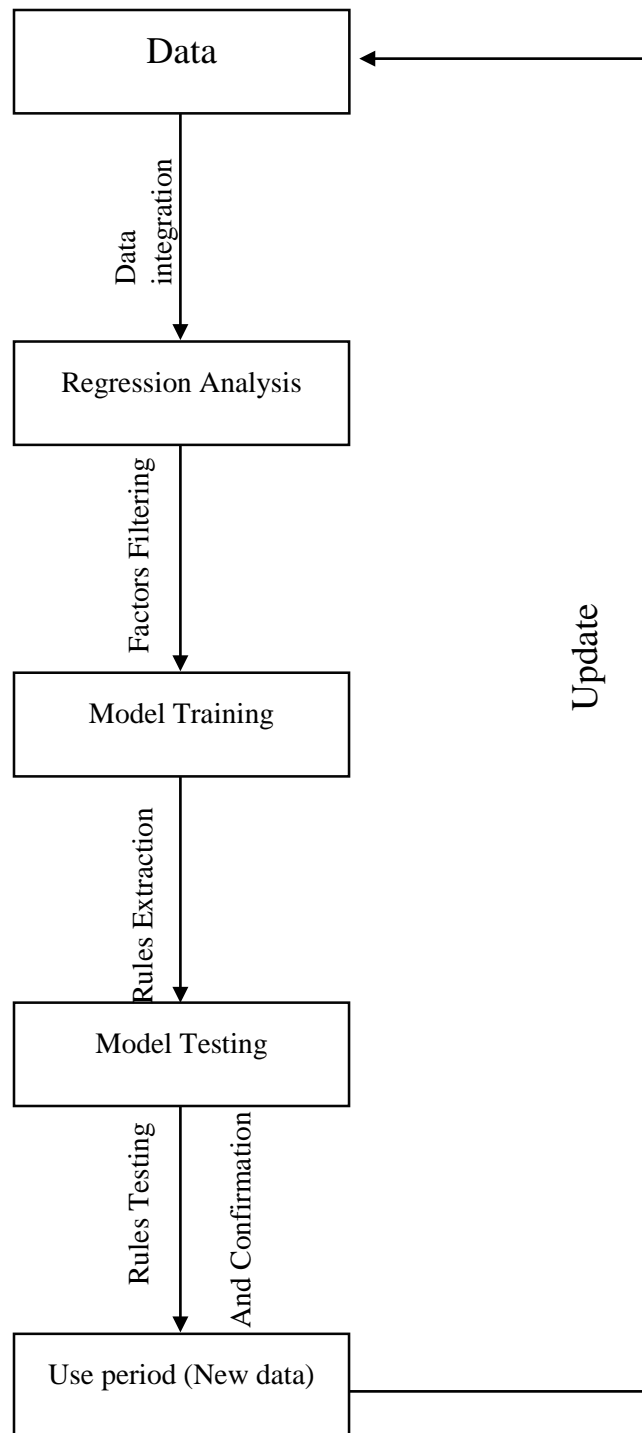 Data
Data
integration
Regression Analysis
Factors Filtering
Model Training
Rules Extraction
Model Testing
Rules Testing
And Confirmation
Use period (New data)
Update